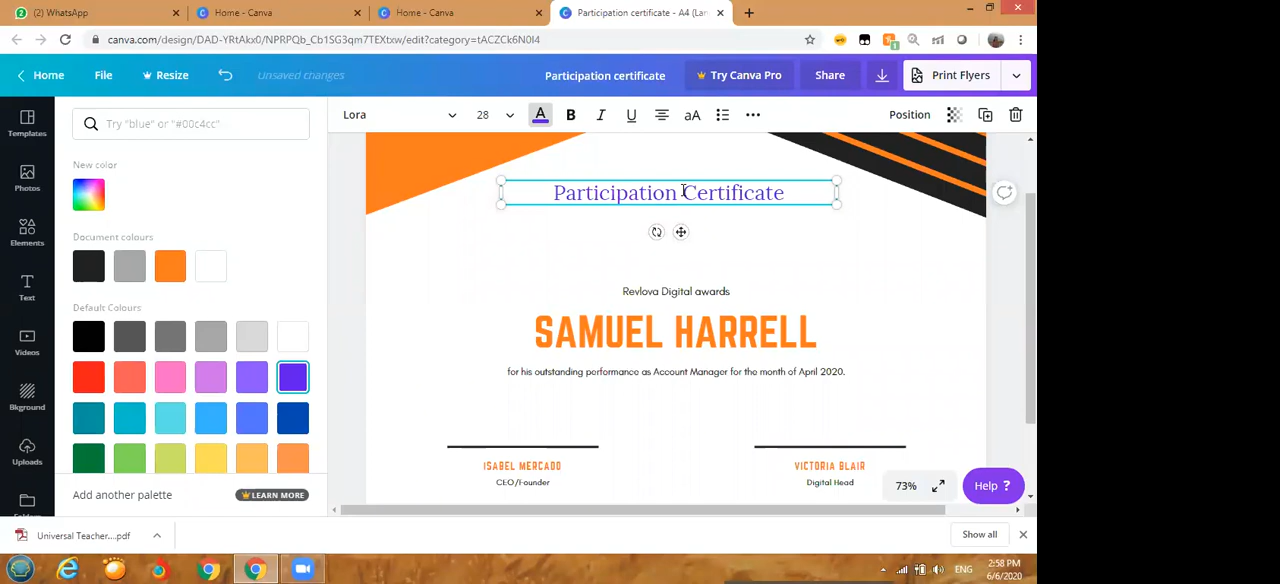 (2) WhatsApp
Home - Canva
Home - Canva
Participation certificate - A4 (Lan
canva.com/design/DAD-YRtAkx0/NPRPQb_Cb1SG3qm7TEXtxw/edit?category=tACZCk6N0I4
Home
File
Resize
Unsaved changes
Participation certificate
Try Canva Pro
Share
Print Flyers
Templates
Photos
Elements
Text
Videos
Bkground
Uploads
Try "blue" or "#00c4cc"
New color
Document colours
Default Colours
Add another palette
LEARN MORE
Lora
28
A
B
I
U
aA
Position
Participation Certificate
Revlova Digital awards
SAMUEL HARRELL
for his outstanding performance as Account Manager for the month of April 2020.
ISABEL MERCADO
CEO/Founder
VICTORIA BLAIR
Digital Head
73%
Help ?
Universal Teacher....pdf
Show all
ENG
2:58 PM
6/6/2020